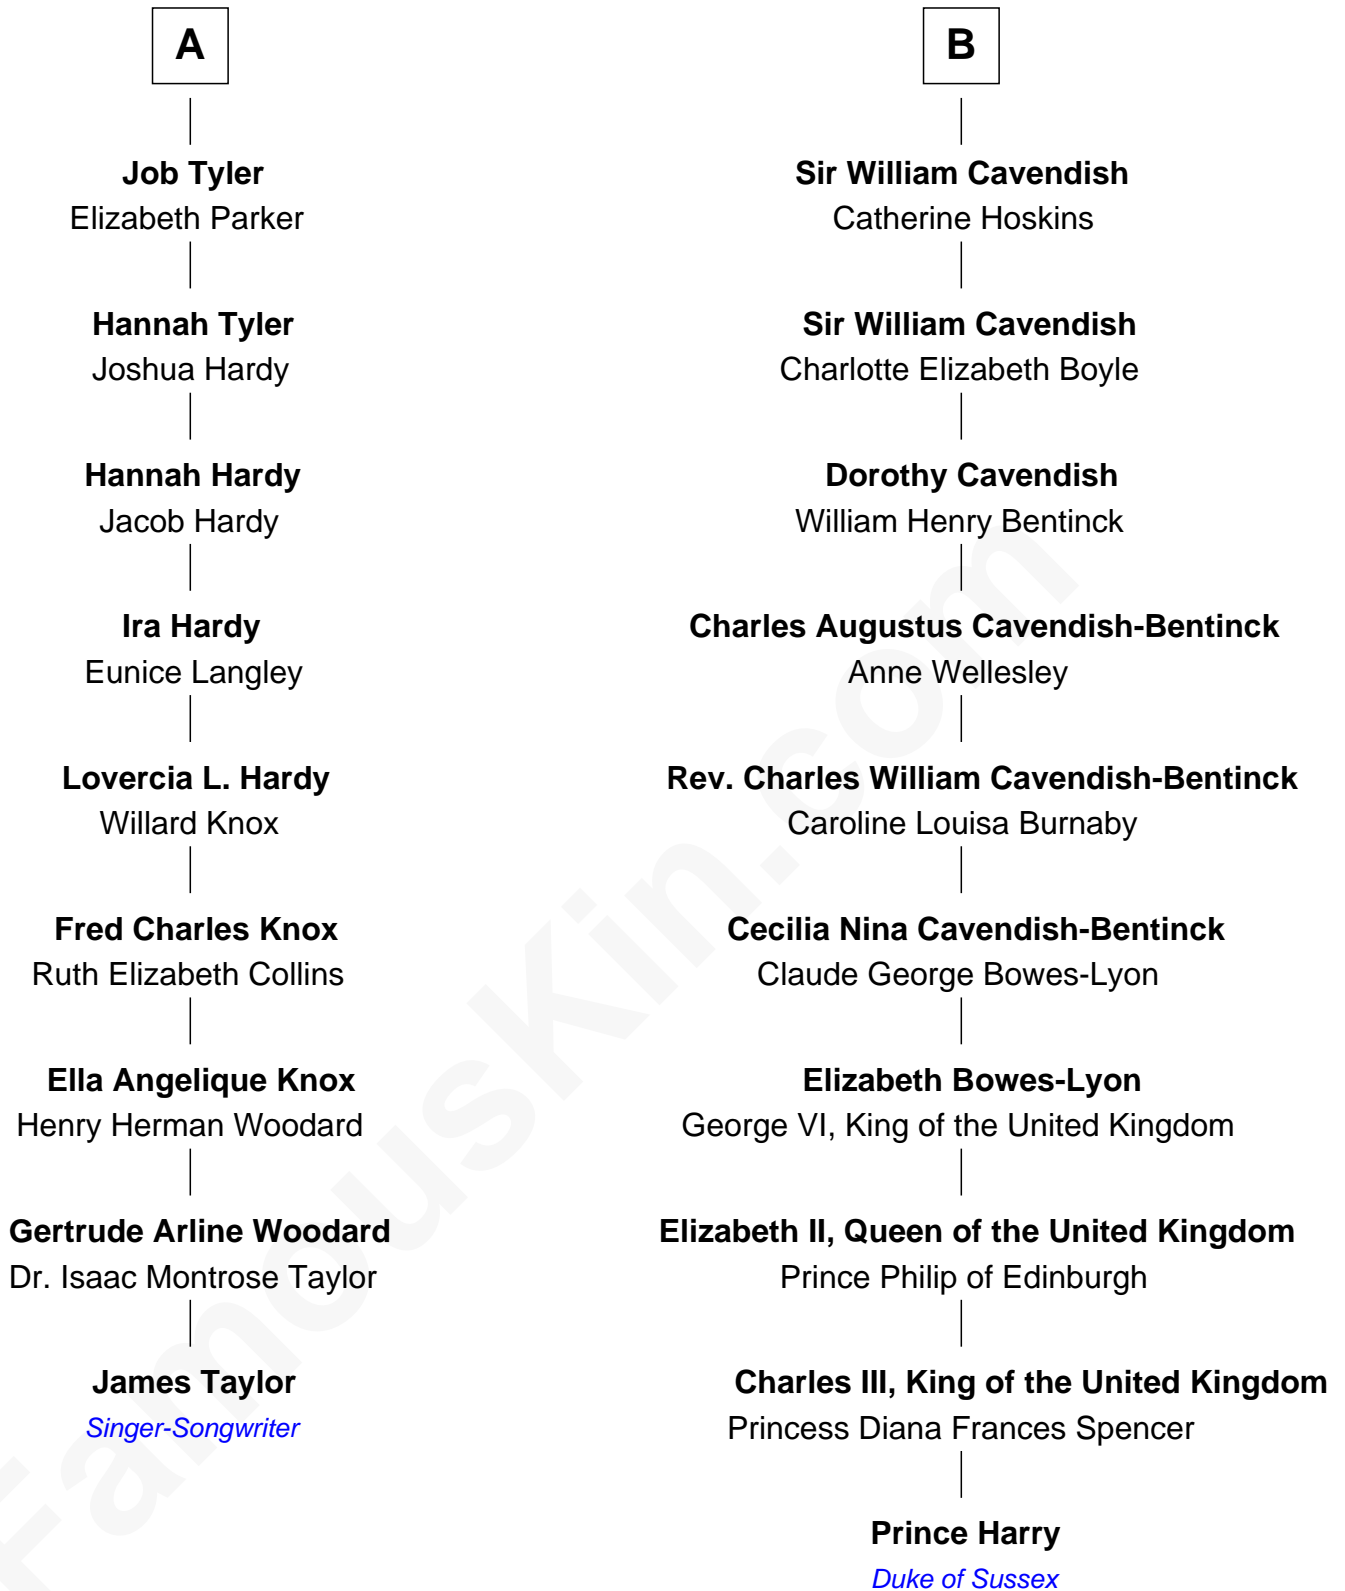 A
Job Tyler
Elizabeth Parker
Hannah Tyler
Joshua Hardy
Hannah Hardy
Jacob Hardy
Ira Hardy
Eunice Langley
Lovercia L. Hardy
Willard Knox
Fred Charles Knox
Ruth Elizabeth Collins
Ella Angelique Knox
Henry Herman Woodard
Gertrude Arline Woodard
Dr. Isaac Montrose Taylor
James Taylor
Singer-Songwriter
B
Sir William Cavendish
Catherine Hoskins
Sir William Cavendish
Charlotte Elizabeth Boyle
Dorothy Cavendish
William Henry Bentinck
Charles Augustus Cavendish-Bentinck
Anne Wellesley
Rev. Charles William Cavendish-Bentinck
Caroline Louisa Burnaby
Cecilia Nina Cavendish-Bentinck
Claude George Bowes-Lyon
Elizabeth Bowes-Lyon
George VI, King of the United Kingdom
Elizabeth II, Queen of the United Kingdom
Prince Philip of Edinburgh
Charles III, King of the United Kingdom
Princess Diana Frances Spencer
Prince Harry
Duke of Sussex
FamousKin.com